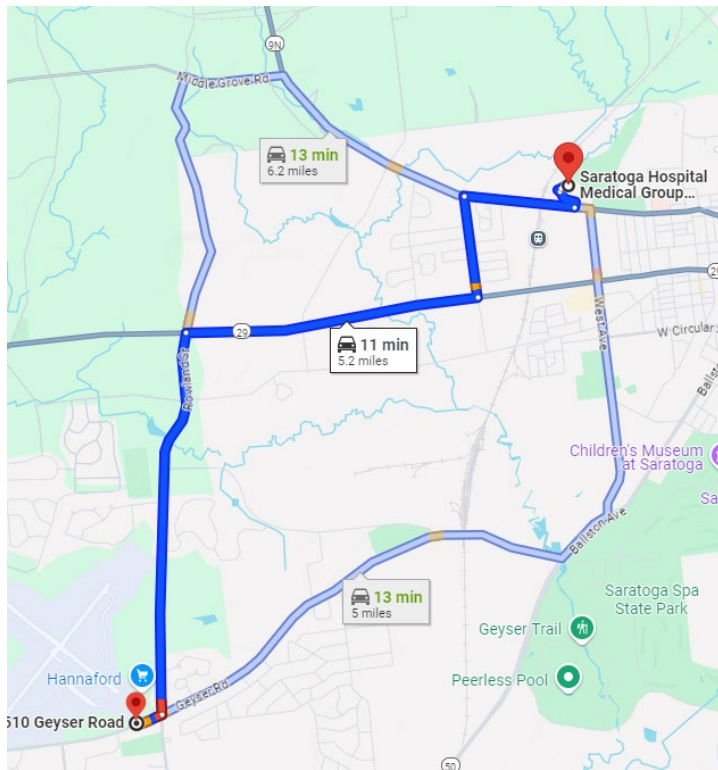 9N
Middle Grove Rd
13 min
6.2 miles
Saratoga Hospital
Medical Group...
29
29
11 min
5.2 miles
West Ave
W Circular
Rowland St
Ballston
Children's Museum
at Saratoga
Sa
Ballston Ave
13 min
5 miles
Saratoga Spa
State Park
Geyser Trail
Hannaford
Peerless Pool
Geyser Rd
510 Geyser Road
50